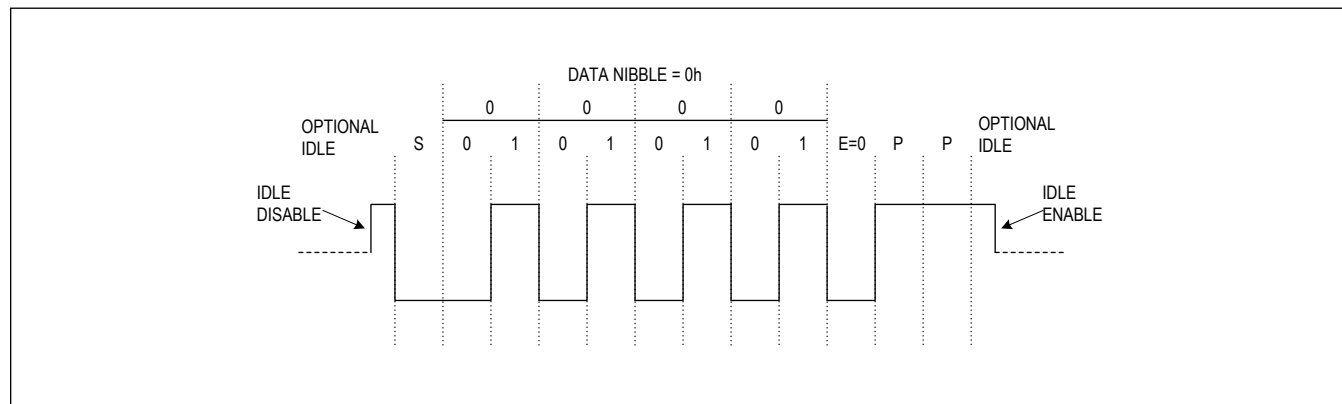 DATA NIBBLE = 0h
0 0 0 0
OPTIONAL
IDLE
S 0 1 0 1 0 1 0 1 E=0 P P
OPTIONAL
IDLE
IDLE
DISABLE
IDLE
ENABLE